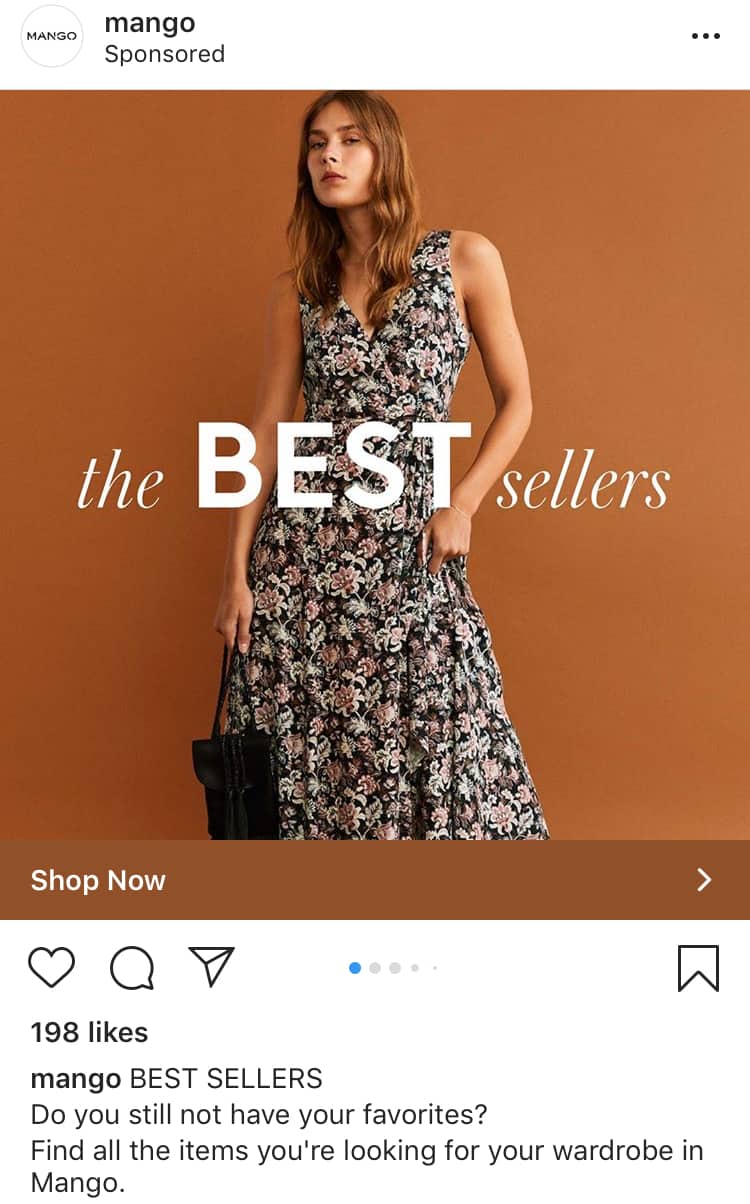 MANGO
mango
Sponsored
the BEST sellers
Shop Now
198 likes
mango BEST SELLERS
Do you still not have your favorites?
Find all the items you're looking for your wardrobe in
Mango.